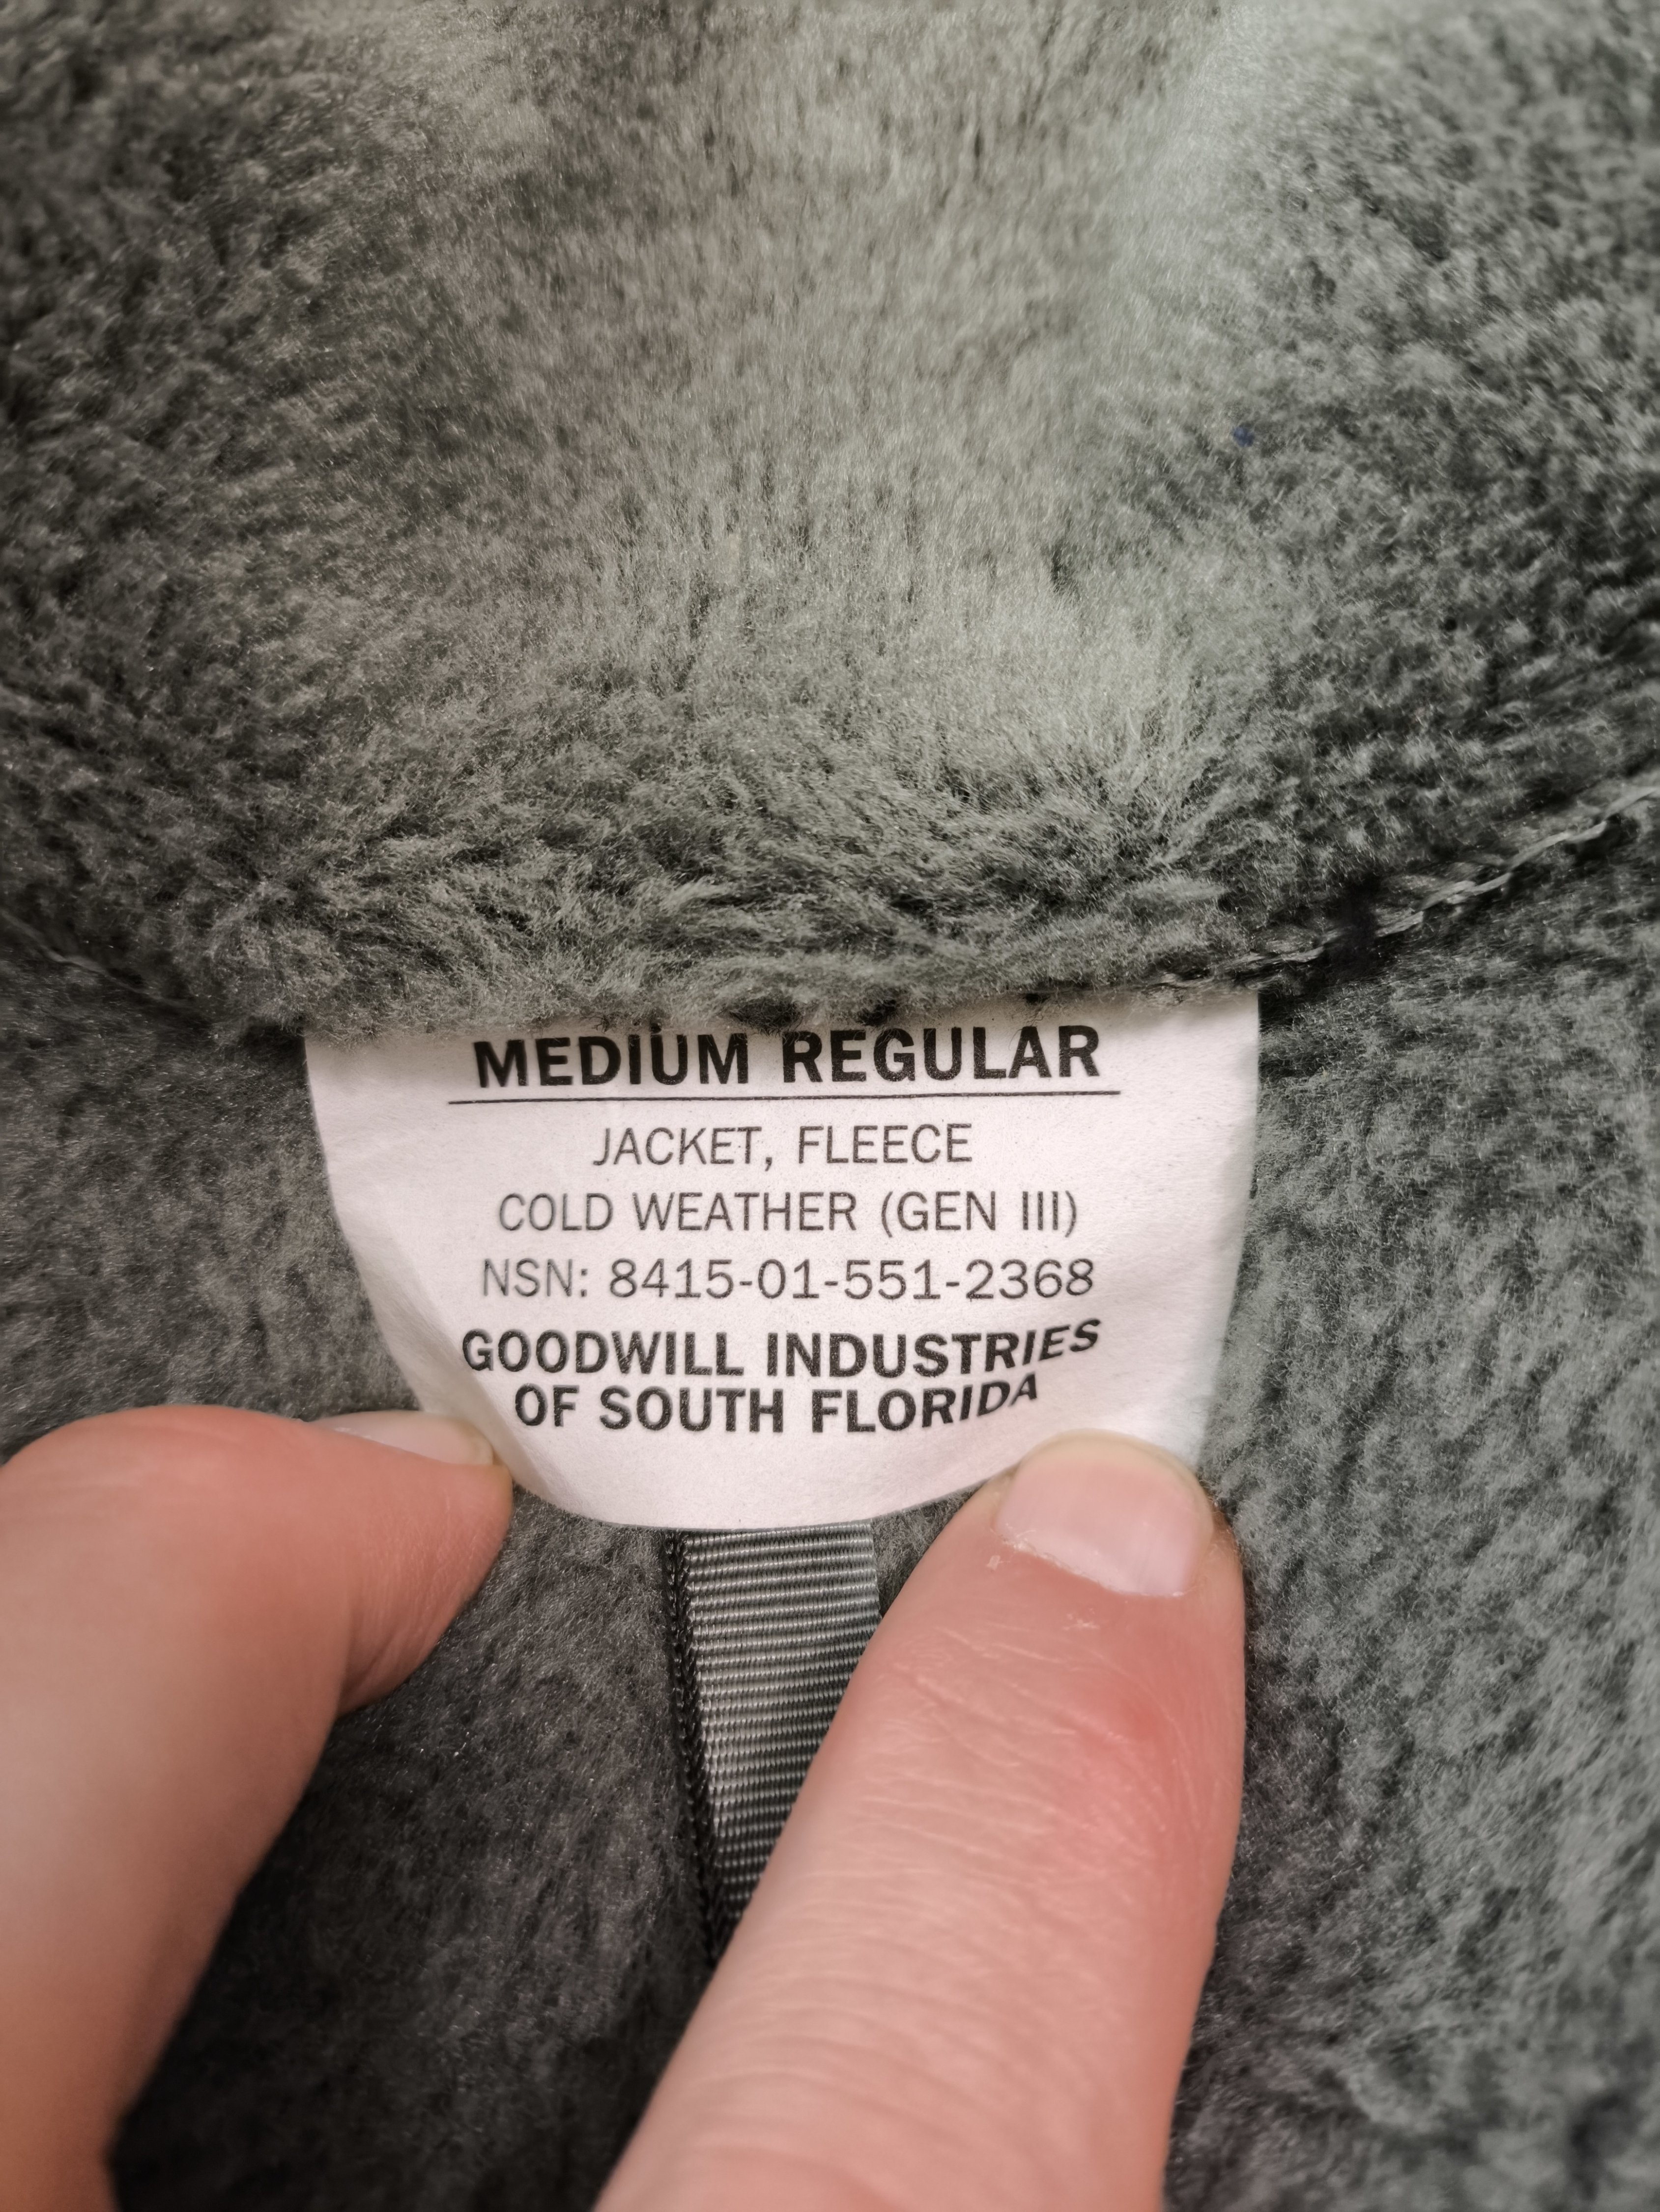 MEDIUM REGULAR
JACKET, FLEECE
COLD WEATHER (GEN III)
NSN: 8415-01-551-2368
GOODWILL INDUSTRIES
OF SOUTH FLORIDA